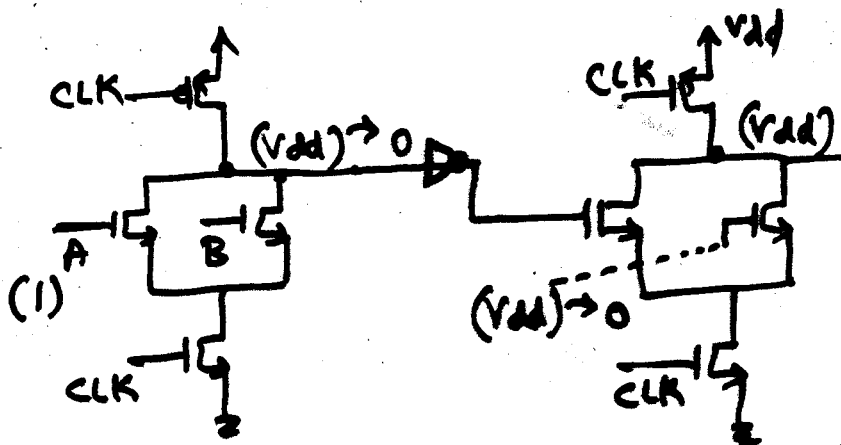 Vdd
CLK
CLK
(Vdd) → 0
(Vdd)
A
B
(1)
(Vdd) → 0
CLK
CLK